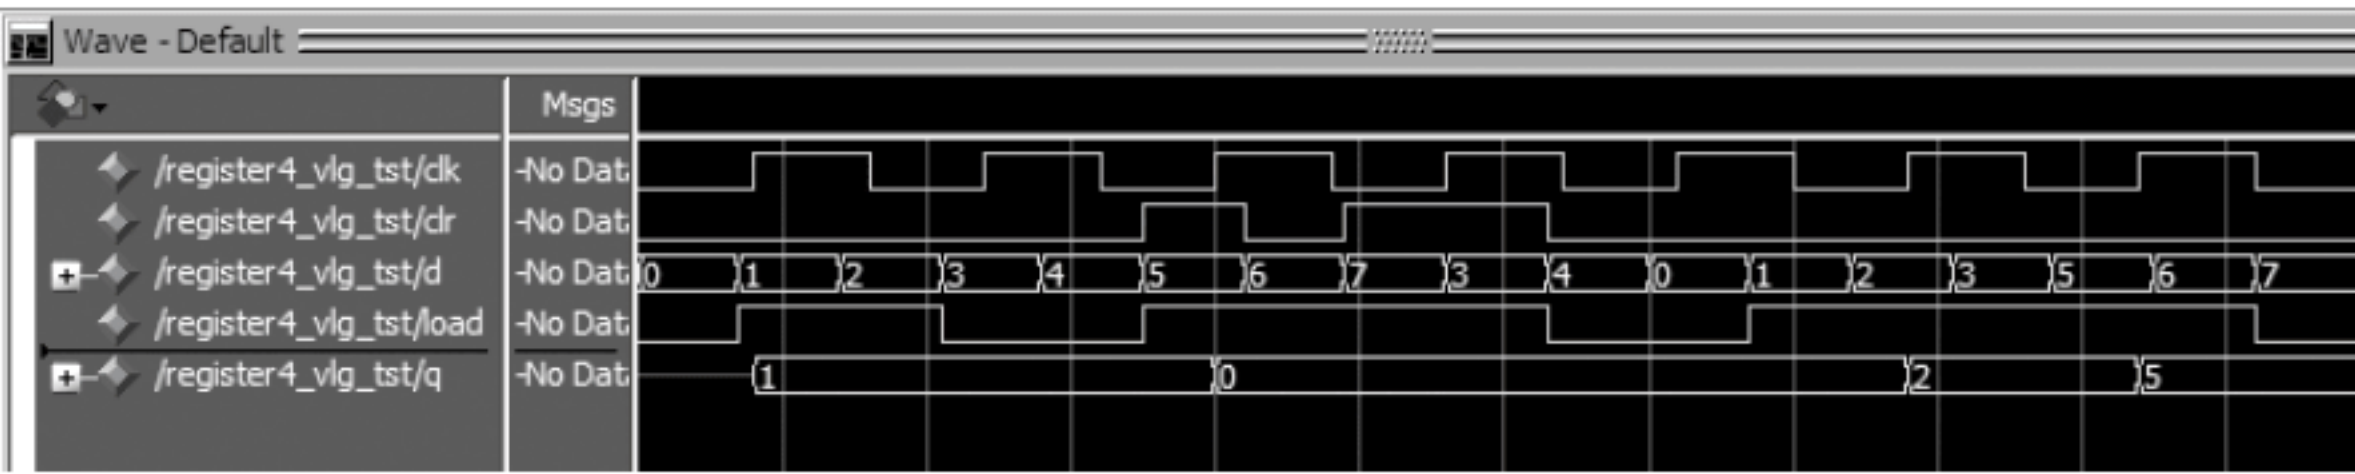 Wave - Default
Msgs
/register4_vlg_tst/clk -No Dat
/register4_vlg_tst/clr -No Dat
/register4_vlg_tst/d -No Dat 0 1 2 3 4 5 6 7 3 4 0 1 2 3 5 6 7
/register4_vlg_tst/load -No Dat
/register4_vlg_tst/q -No Dat 1 0 2 5